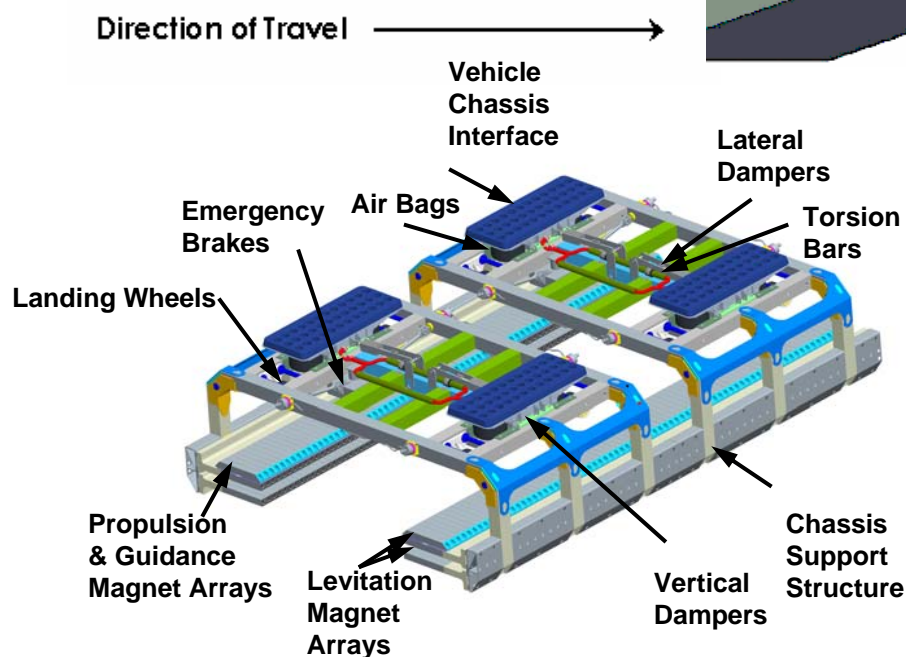 Direction of Travel
Vehicle
Chassis
Interface
Lateral
Dampers
Air Bags
Emergency
Brakes
Torsion
Bars
Landing Wheels
Propulsion
& Guidance
Magnet Arrays
Levitation
Magnet
Arrays
Vertical
Dampers
Chassis
Support
Structure